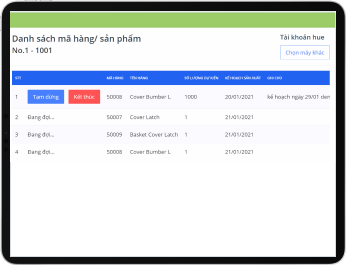 Danh sách mã hàng/ sản phẩm
Tài khoản hue
No.1 - 1001
Chọn máy khác
STT MÃ HÀNG TÊN HÀNG SỐ LƯỢNG DỰ KIẾN KẾ HOẠCH SẢN XUẤT GHI CHÚ
1 Tạm dừng Kết thúc 50008 Cover Bumber L 1000 20/01/2021 kế hoạch ngày 29/01 den
2 Đang đợi... 50007 Cover Latch 1 21/01/2021
3 Đang đợi... 50009 Basket Cover Latch 1 21/01/2021
4 Đang đợi... 50008 Cover Bumber L 1 21/01/2021